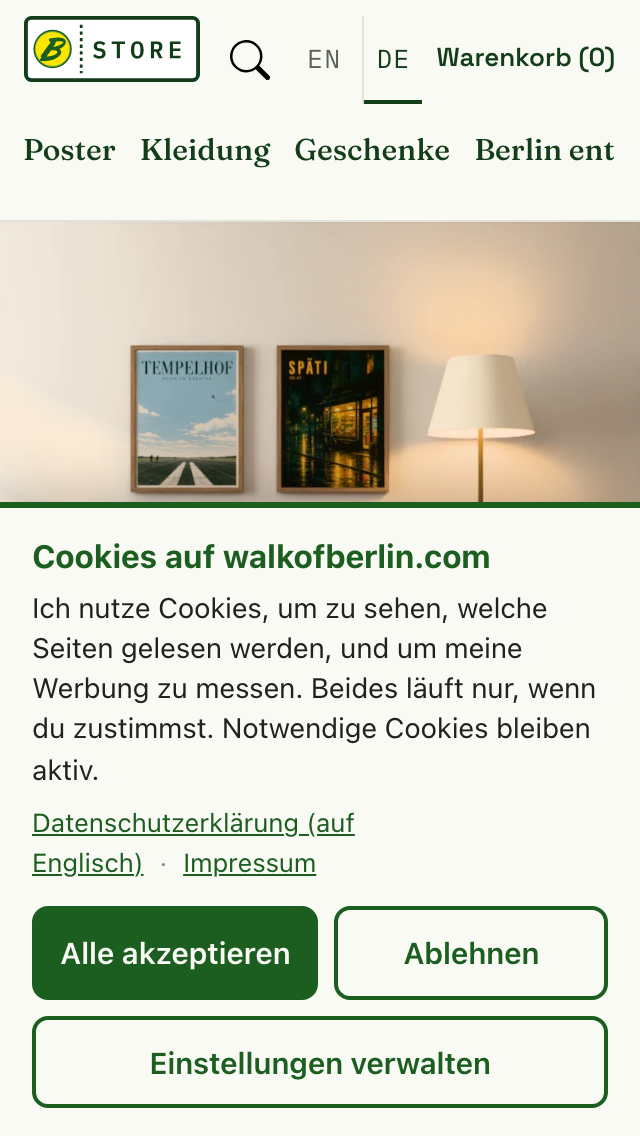 B STORE
EN
DE
Warenkorb (0)
Poster Kleidung Geschenke Berlin ent
TEMPELHOF
SPÄTI
Cookies auf walkofberlin.com
Ich nutze Cookies, um zu sehen, welche
Seiten gelesen werden, und um meine
Werbung zu messen. Beides läuft nur, wenn
du zustimmst. Notwendige Cookies bleiben
aktiv.
Datenschutzerklärung (auf
Englisch) · Impressum
Alle akzeptieren
Ablehnen
Einstellungen verwalten